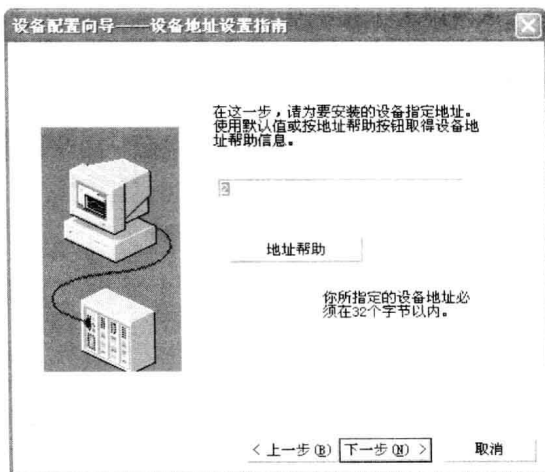 设备配置向导——设备地址设置指南
在这一步，请为要安装的设备指定地址。
使用默认值或按地址帮助按钮取得设备地
址帮助信息。
2
地址帮助
你所指定的设备地址必
须在32个字节以内。
< 上一步(B) 下一步(N) > 取消